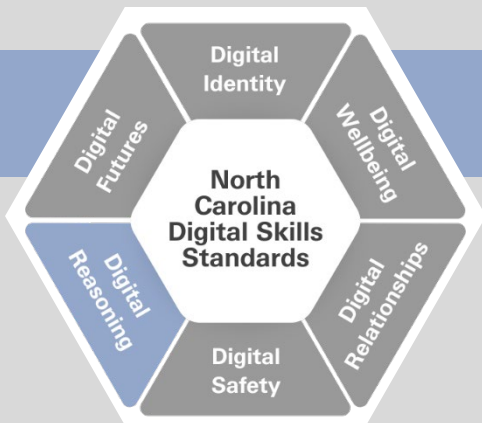 Digital
Identity
Digital
Wellbeing
Digital
Relationships
Digital
Safety
Digital
Reasoning
Digital
Futures
North
Carolina
Digital Skills
Standards